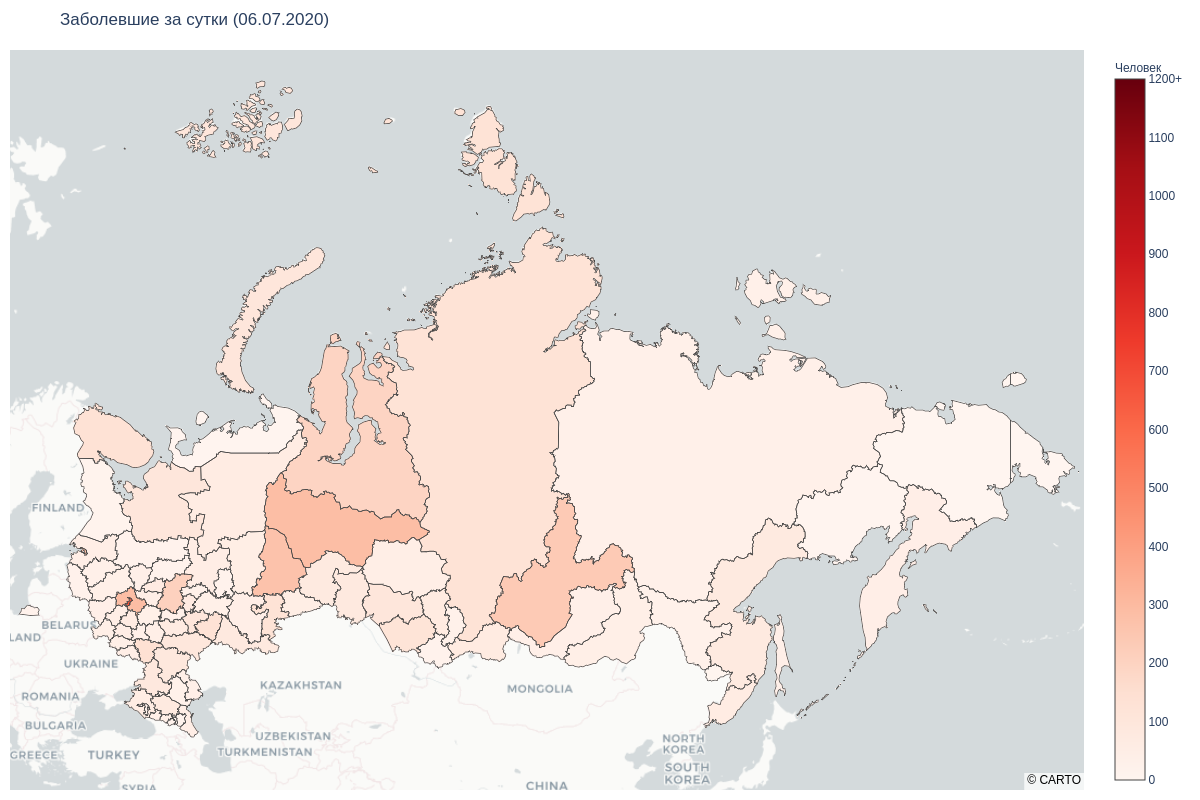 Заболевшие за сутки (06.07.2020)
Человек
1200+
1100
1000
900
800
700
600
500
400
300
200
100
0
FINLAND
BELARUS
LAND
UKRAINE
ROMANIA
BULGARIA
GREECE
TURKEY
SYRIA
KAZAKHSTAN
UZBEKISTAN
TURKMENISTAN
MONGOLIA
CHINA
NORTH
KOREA
SOUTH
KOREA
© CARTO